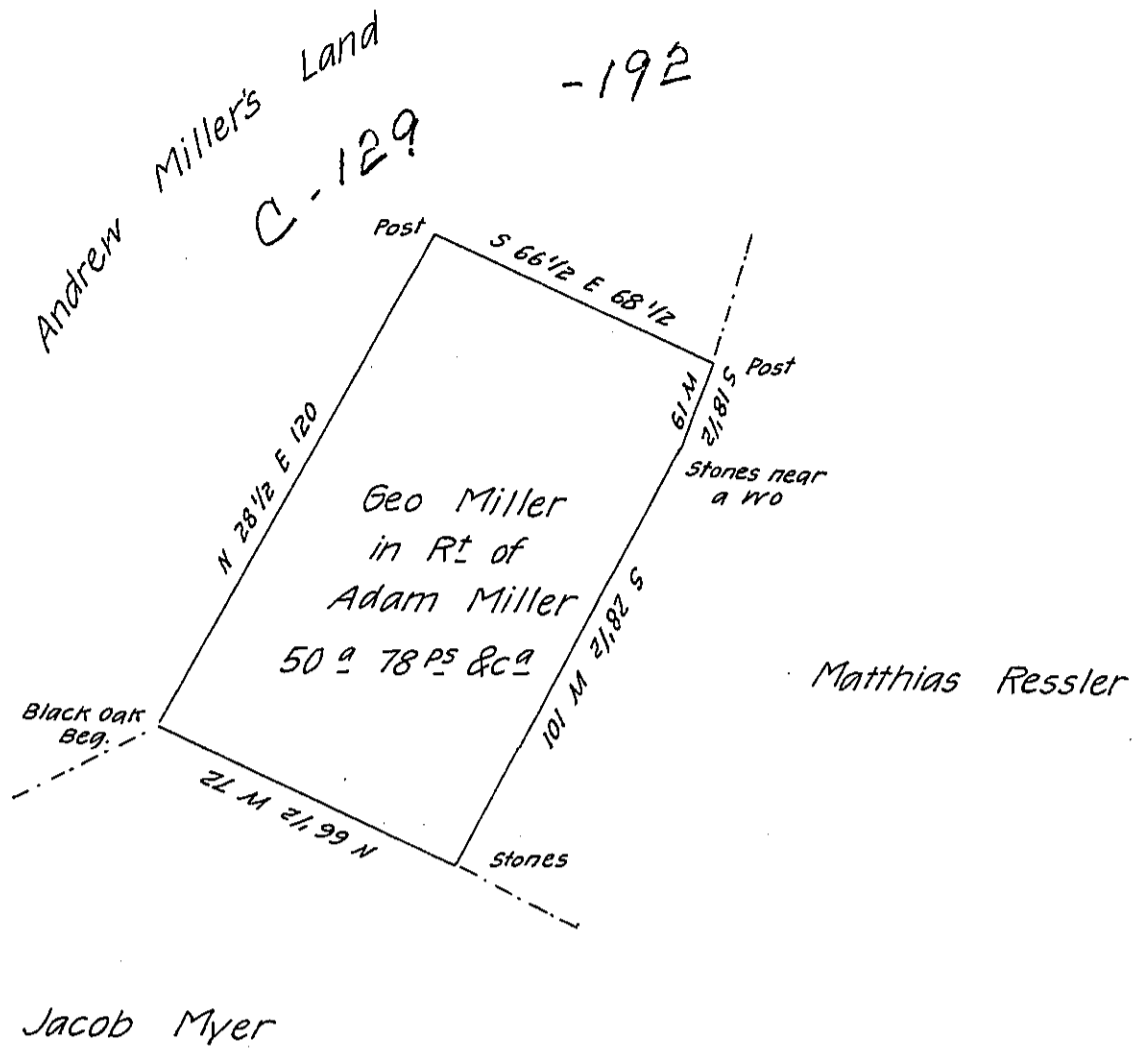 Andrew Miller's Land
C-129
-192
Post
S 66 1/2 E 68 1/2
Post
S 18 1/2
W 19
Stones near
a WO
N 28 1/2 E 120
Geo Miller
in Rt of
Adam Miller
50 a 78 ps &ca
S 28 1/2 W 101
Matthias Ressler
Black Oak
Beg.
N 66 1/2 W 72
Stones
Jacob Myer